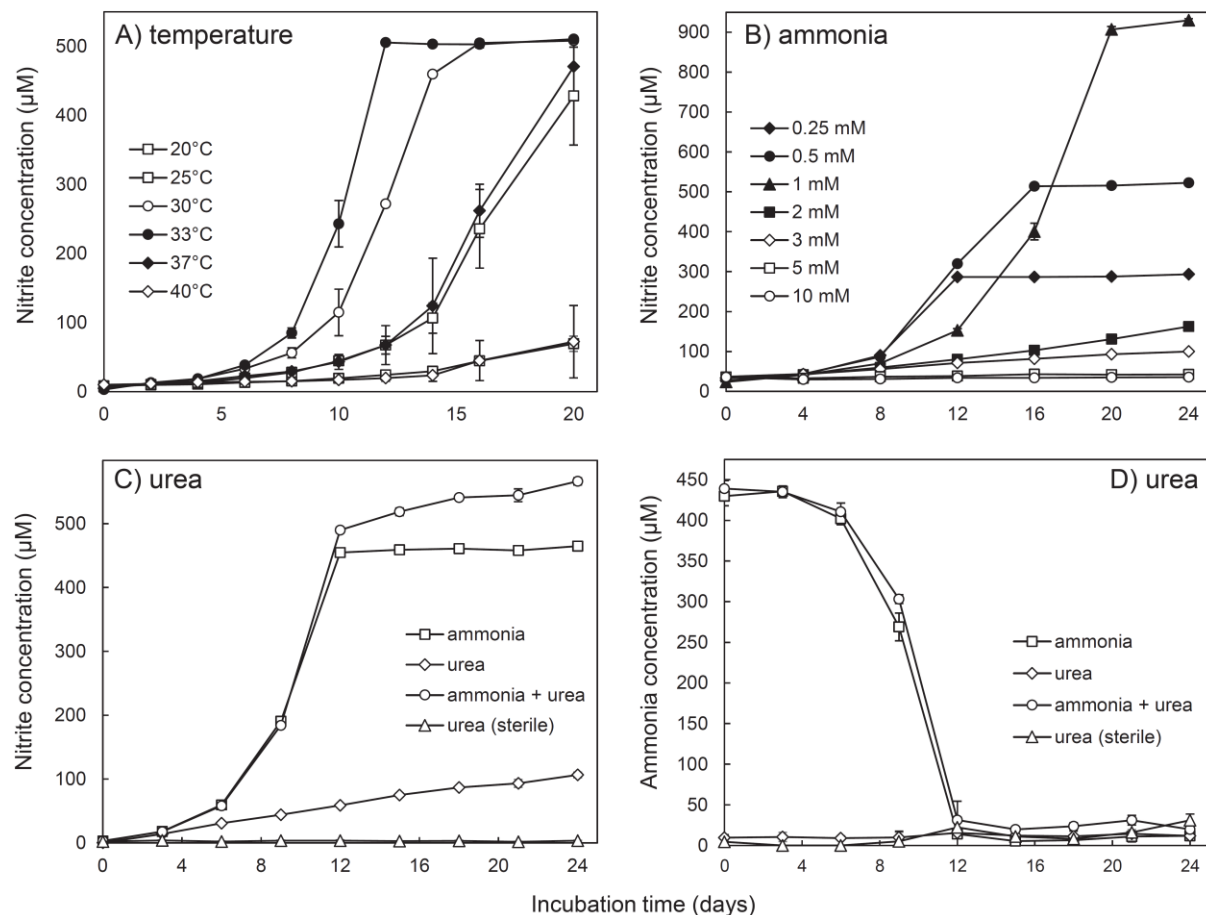 A) temperature
Nitrite concentration (µM)
500
400
300
200
100
0
20°C
25°C
30°C
33°C
37°C
40°C
0
5
10
15
20
B) ammonia
Nitrite concentration (µM)
900
800
700
600
500
400
300
200
100
0
0.25 mM
0.5 mM
1 mM
2 mM
3 mM
5 mM
10 mM
0
4
8
12
16
20
24
C) urea
Nitrite concentration (µM)
500
400
300
200
100
0
ammonia
urea
ammonia + urea
urea (sterile)
0
4
8
12
16
20
24
D) urea
Ammonia concentration (µM)
450
400
350
300
250
200
150
100
50
0
ammonia
urea
ammonia + urea
urea (sterile)
0
4
8
12
16
20
24
Incubation time (days)